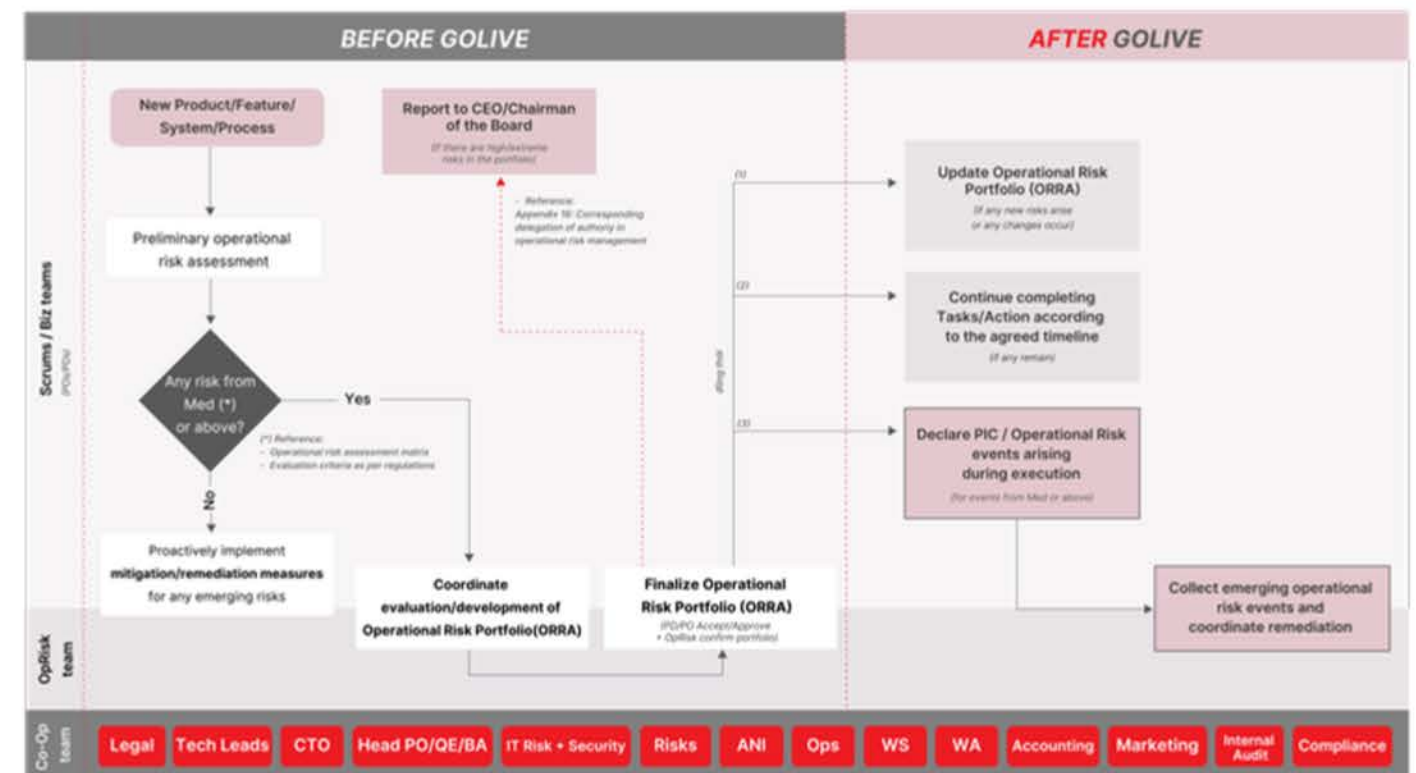 BEFORE GOLIVE
AFTER GOLIVE
New Product/Feature/
System/Process
Report to CEO/Chairman
of the Board
(if there are high/extreme
risks in the portfolio)
- Reference:
Appendix 16: Corresponding
delegation of authoriy in
operational risk management
Preliminary operational
risk assessment
Any risk from
Med (*)
or above?
Yes
(*) Reference:
- Operational risk assessment matrix
- Evaluation criteria as per regulations
No
Proactively implement
mitigation/remediation measures
for any emerging risks
Coordinate
evaluation/development of
Operational Risk Portfolio(ORRA)
Finalize Operational
Risk Portfolio (ORRA)
(PD/PO Accept/Approve
+ OpRisk confirm portfolio)
(1)
(2)
(3)
Update Operational Risk
Portfolio (ORRA)
(if any new risks arise
or any changes occur)
Continue completing
Tasks/Action according
to the agreed timeline
(if any remain)
Declare PIC / Operational Risk
events arising
during execution
(for events from Med or above)
Collect emerging operational
risk events and
coordinate remediation
Scrums / Biz teams
(POs/PDs)
OpRisk
team
Co-Op
team
Legal
Tech Leads
CTO
Head PO/QE/BA
IT Risk + Security
Risks
ANI
Ops
WS
WA
Accounting
Marketing
Internal
Audit
Compliance